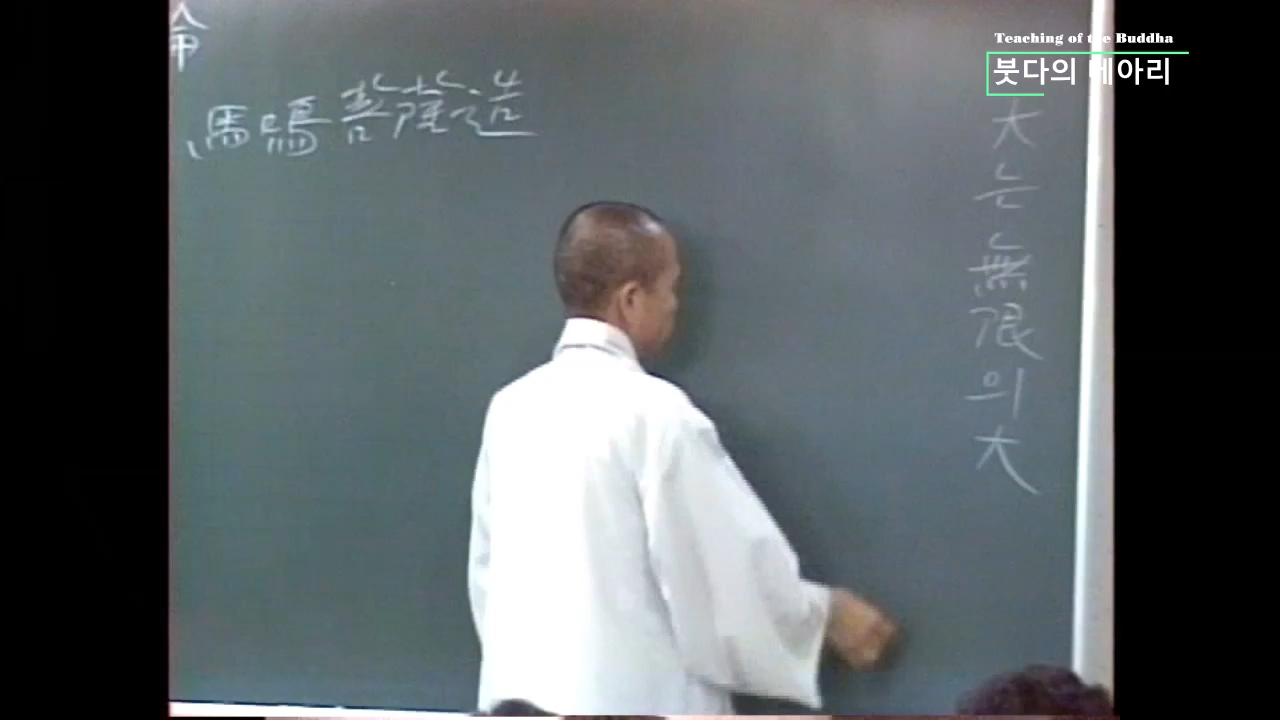 Teaching of the Buddha
붓다의 메아리
命
馬鳴菩薩造
大는 無限의 大